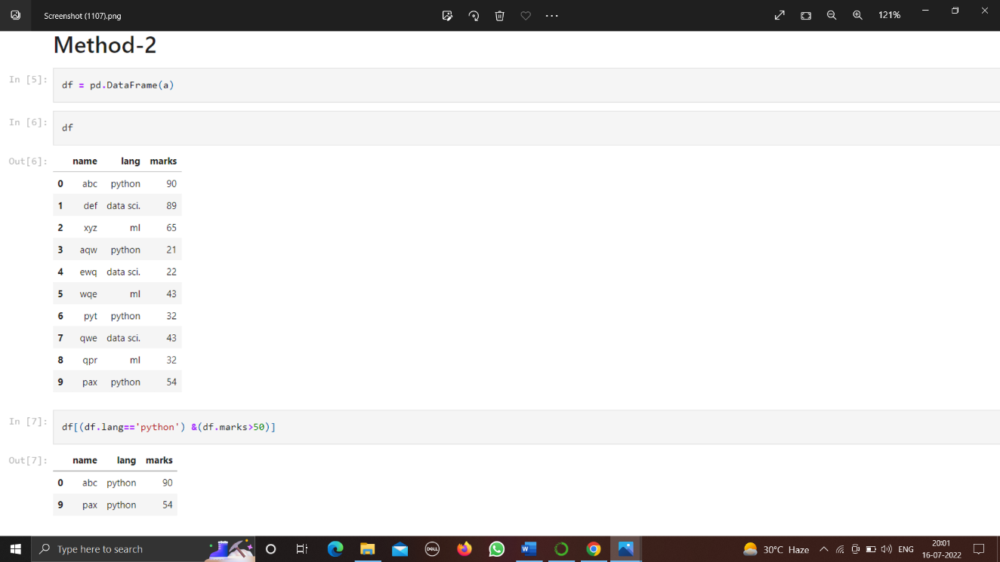 Screenshot (1107).png
121%
Method-2
In [5]:
df = pd.DataFrame(a)
In [6]:
df
Out[6]:
name lang marks
0 abc python 90
1 def data sci. 89
2 xyz ml 65
3 aqw python 21
4 ewq data sci. 22
5 wqe ml 43
6 pyt python 32
7 qwe data sci. 43
8 qpr ml 32
9 pax python 54
In [7]:
df[(df.lang=='python') &(df.marks>50)]
Out[7]:
name lang marks
0 abc python 90
9 pax python 54
Type here to search
DELL
W
30°C Haze
ENG
20:01
16-07-2022